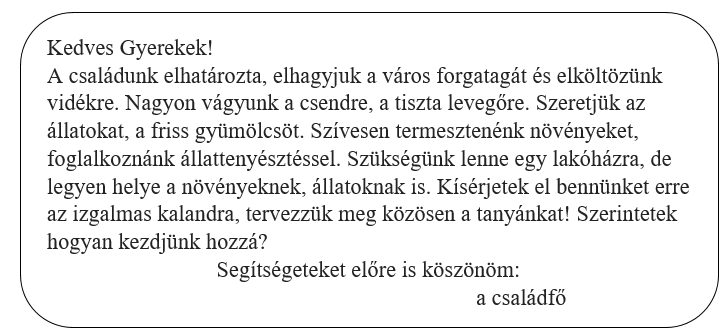 Kedves Gyerekek!
A családunk elhatározta, elhagyjuk a város forgatagát és elköltözünk
vidékre. Nagyon vágyunk a csendre, a tiszta levegőre. Szeretjük az
állatokat, a friss gyümölcsöt. Szívesen termesztenénk növényeket,
foglalkoznánk állattenyésztéssel. Szükségünk lenne egy lakóházra, de
legyen helye a növényeknek, állatoknak is. Kísérjetek el bennünket erre
az izgalmas kalandra, tervezzük meg közösen a tanyánkat! Szerintetek
hogyan kezdjünk hozzá?
Segítségeteket előre is köszönöm:
a családfő